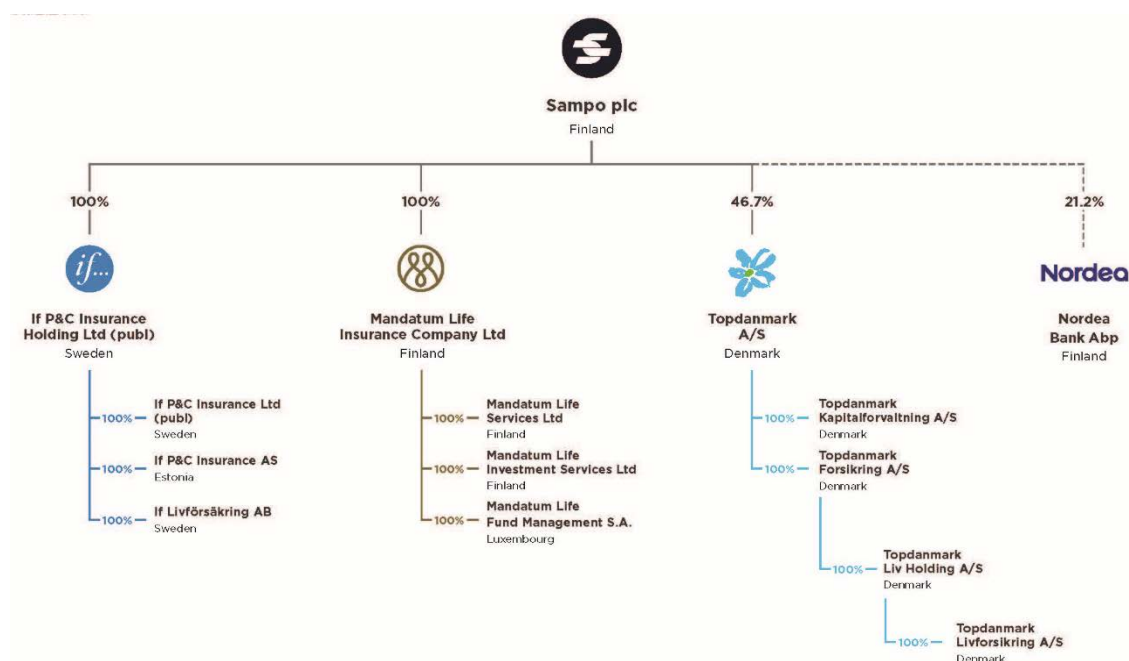 Sampo plc
Finland
100%
100%
46.7%
21.2%
if...
Nordea
If P&C Insurance
Holding Ltd (publ)
Sweden
Mandatum Life
Insurance Company Ltd
Finland
Topdanmark
A/S
Denmark
Nordea
Bank Abp
Finland
100%
If P&C Insurance Ltd
(publ)
Sweden
100%
If P&C Insurance AS
Estonia
100%
If Livförsäkring AB
Sweden
100%
Mandatum Life
Services Ltd
Finland
100%
Mandatum Life
Investment Services Ltd
Finland
100%
Mandatum Life
Fund Management S.A.
Luxembourg
100%
Topdanmark
Kapitalforvaltning A/S
Denmark
100%
Topdanmark
Forsikring A/S
Denmark
100%
Topdanmark
Liv Holding A/S
Denmark
100%
Topdanmark
Livforsikring A/S
Denmark